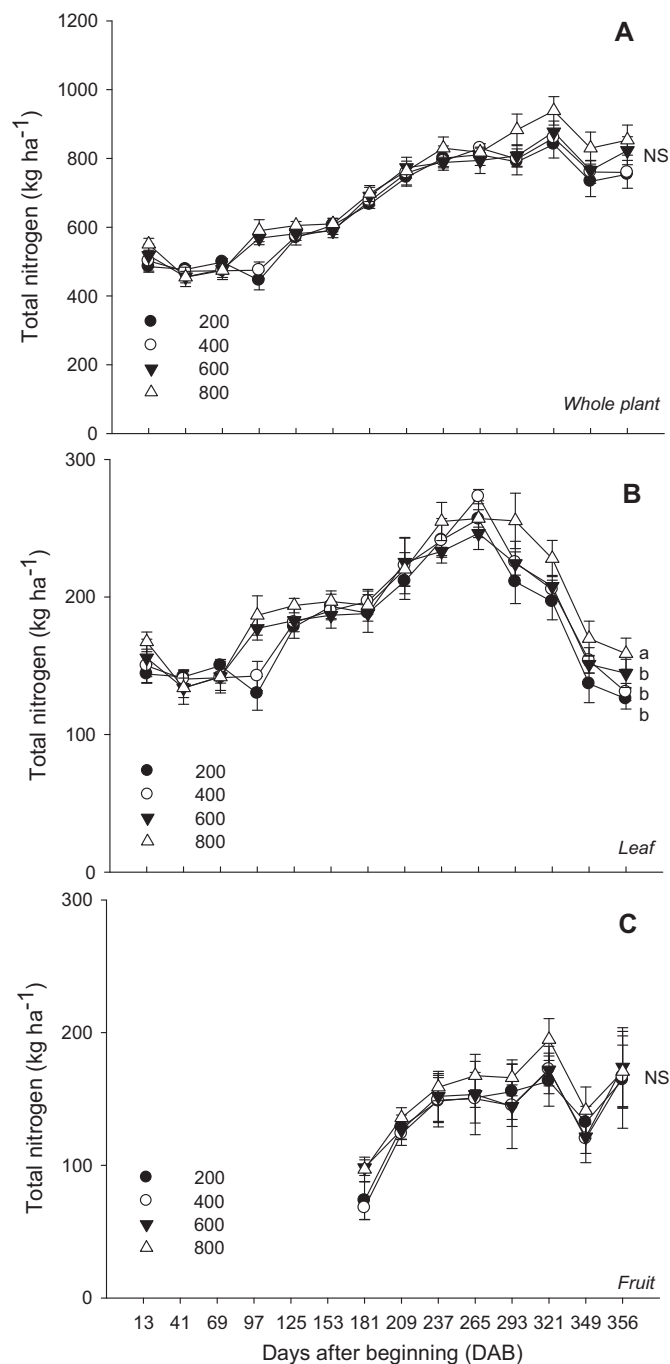 A
1200
1000
800
600
400
200
0
Total nitrogen (kg ha⁻¹)
NS
200
400
600
800
Whole plant
B
300
200
100
0
Total nitrogen (kg ha⁻¹)
a
b
b
b
200
400
600
800
Leaf
C
300
200
100
0
Total nitrogen (kg ha⁻¹)
NS
200
400
600
800
Fruit
13 41 69 97 125 153 181 209 237 265 293 321 349 356
Days after beginning (DAB)